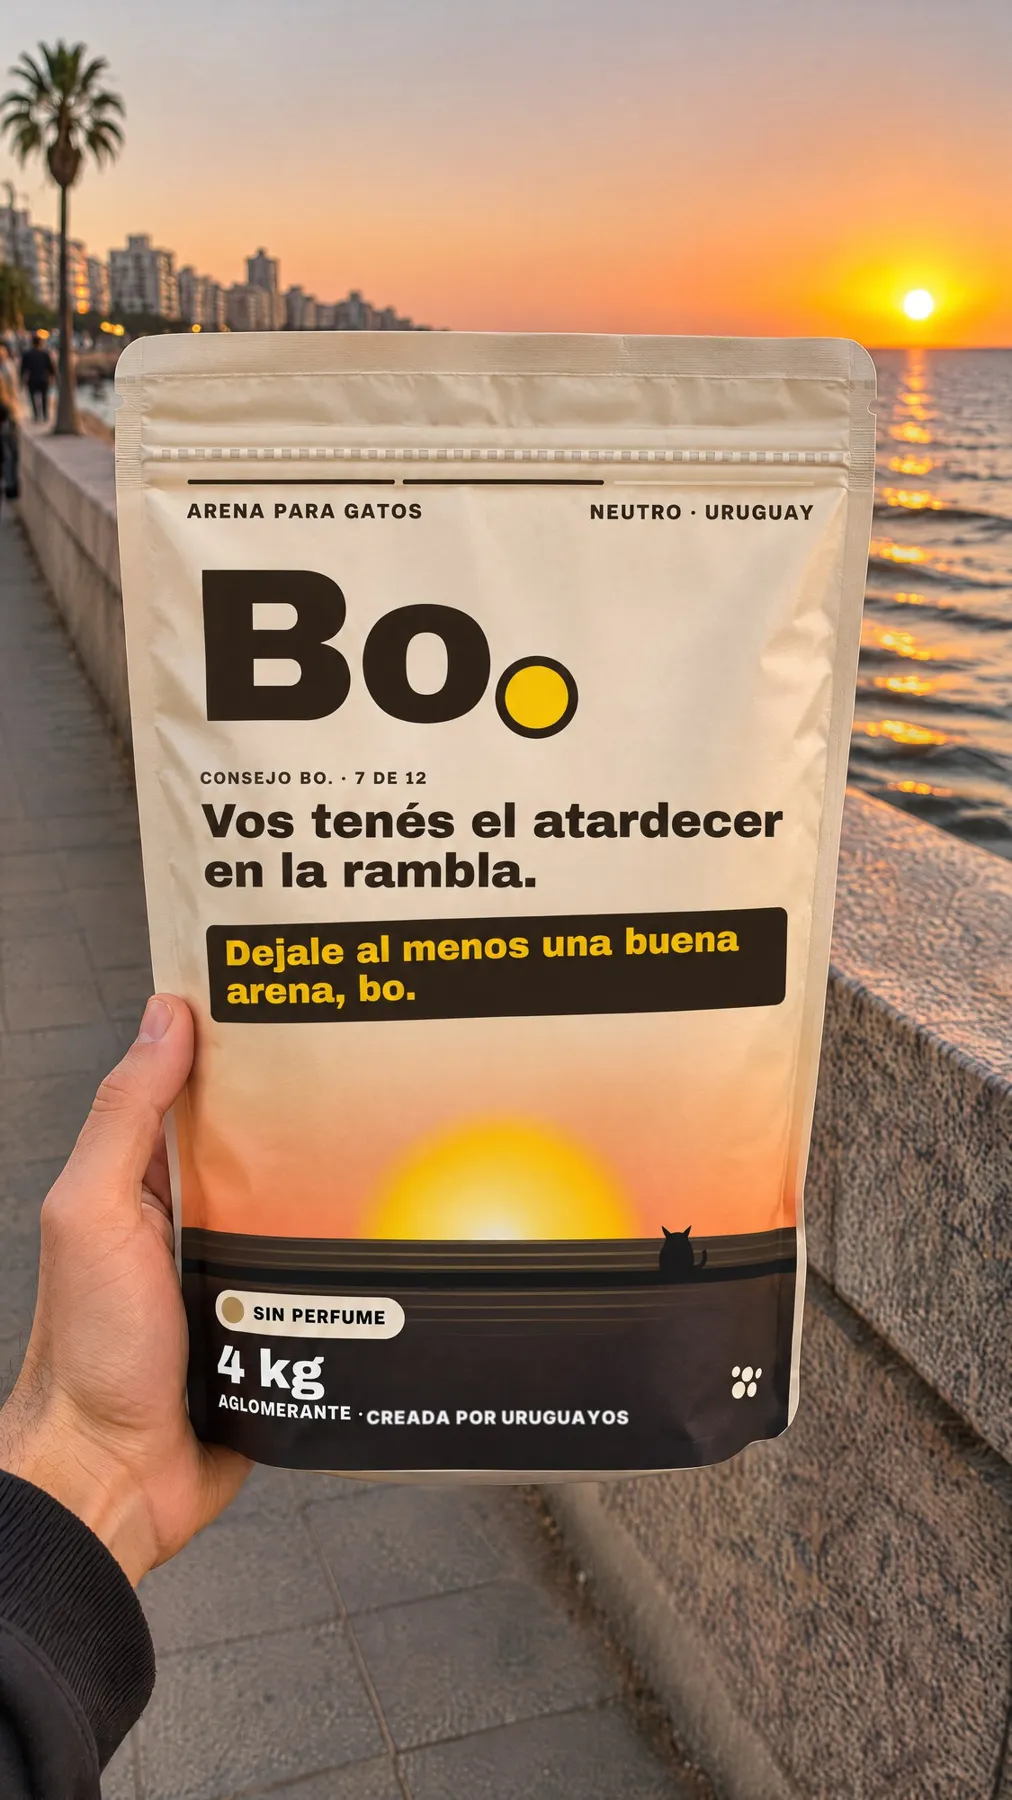 ARENA PARA GATOS
NEUTRO · URUGUAY
Bo.
CONSEJO BO. · 7 DE 12
Vos tenés el atardecer
en la rambla.
Dejale al menos una buena
arena, bo.
SIN PERFUME
4 kg
AGLOMERANTE · CREADA POR URUGUAYOS